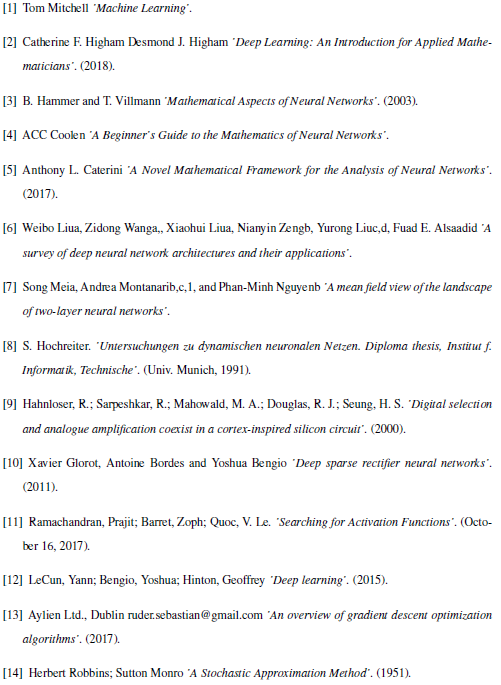 [1] Tom Mitchell 'Machine Learning'.
[2] Catherine F. Higham Desmond J. Higham 'Deep Learning: An Introduction for Applied Mathe-
maticians'. (2018).
[3] B. Hammer and T. Villmann 'Mathematical Aspects of Neural Networks'. (2003).
[4] ACC Coolen 'A Beginner's Guide to the Mathematics of Neural Networks'.
[5] Anthony L. Caterini 'A Novel Mathematical Framework for the Analysis of Neural Networks'.
(2017).
[6] Weibo Liua, Zidong Wanga,, Xiaohui Liua, Nianyin Zengb, Yurong Liuc,d, Fuad E. Alsaadid 'A
survey of deep neural network architectures and their applications'.
[7] Song Meia, Andrea Montanarib,c,1, and Phan-Minh Nguyenb 'A mean field view of the landscape
of two-layer neural networks'.
[8] S. Hochreiter. 'Untersuchungen zu dynamischen neuronalen Netzen. Diploma thesis, Institut f.
Informatik, Technische'. (Univ. Munich, 1991).
[9] Hahnloser, R.; Sarpeshkar, R.; Mahowald, M. A.; Douglas, R. J.; Seung, H. S. 'Digital selection
and analogue amplification coexist in a cortex-inspired silicon circuit'. (2000).
[10] Xavier Glorot, Antoine Bordes and Yoshua Bengio 'Deep sparse rectifier neural networks'.
(2011).
[11] Ramachandran, Prajit; Barret, Zoph; Quoc, V. Le. 'Searching for Activation Functions'. (Octo-
ber 16, 2017).
[12] LeCun, Yann; Bengio, Yoshua; Hinton, Geoffrey 'Deep learning'. (2015).
[13] Aylien Ltd., Dublin ruder.sebastian@gmail.com 'An overview of gradient descent optimization
algorithms'. (2017).
[14] Herbert Robbins; Sutton Monro 'A Stochastic Approximation Method'. (1951).